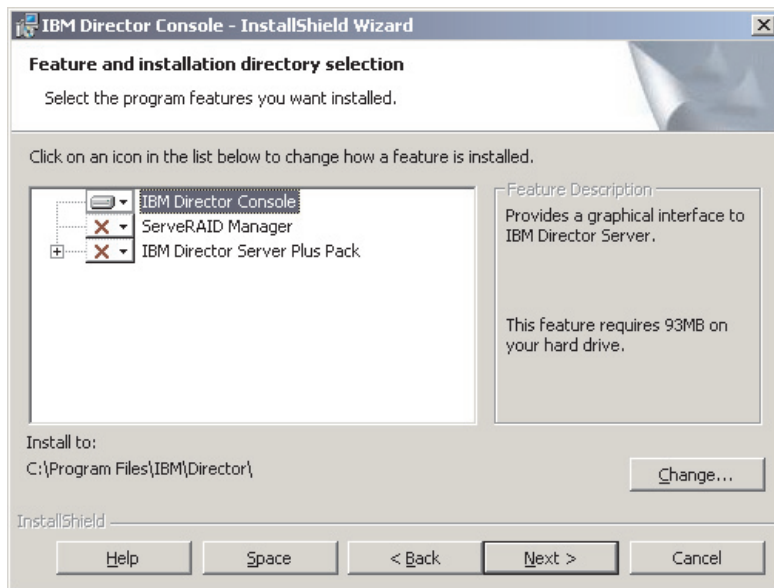 IBM Director Console - InstallShield Wizard
Feature and installation directory selection
Select the program features you want installed.
Click on an icon in the list below to change how a feature is installed.
IBM Director Console
ServeRAID Manager
IBM Director Server Plus Pack
Feature Description
Provides a graphical interface to
IBM Director Server.
This feature requires 93MB on
your hard drive.
Install to:
C:\Program Files\IBM\Director\
Change...
InstallShield
Help
Space
< Back
Next >
Cancel